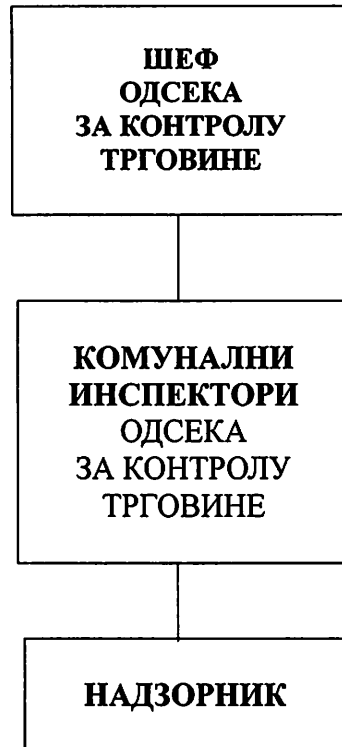 ШЕФ
ОДСЕКА
ЗА КОНТРОЛУ
ТРГОВИНЕ
КОМУНАЛНИ
ИНСПЕКТОРИ
ОДСЕКА
ЗА КОНТРОЛУ
ТРГОВИНЕ
НАДЗОРНИК